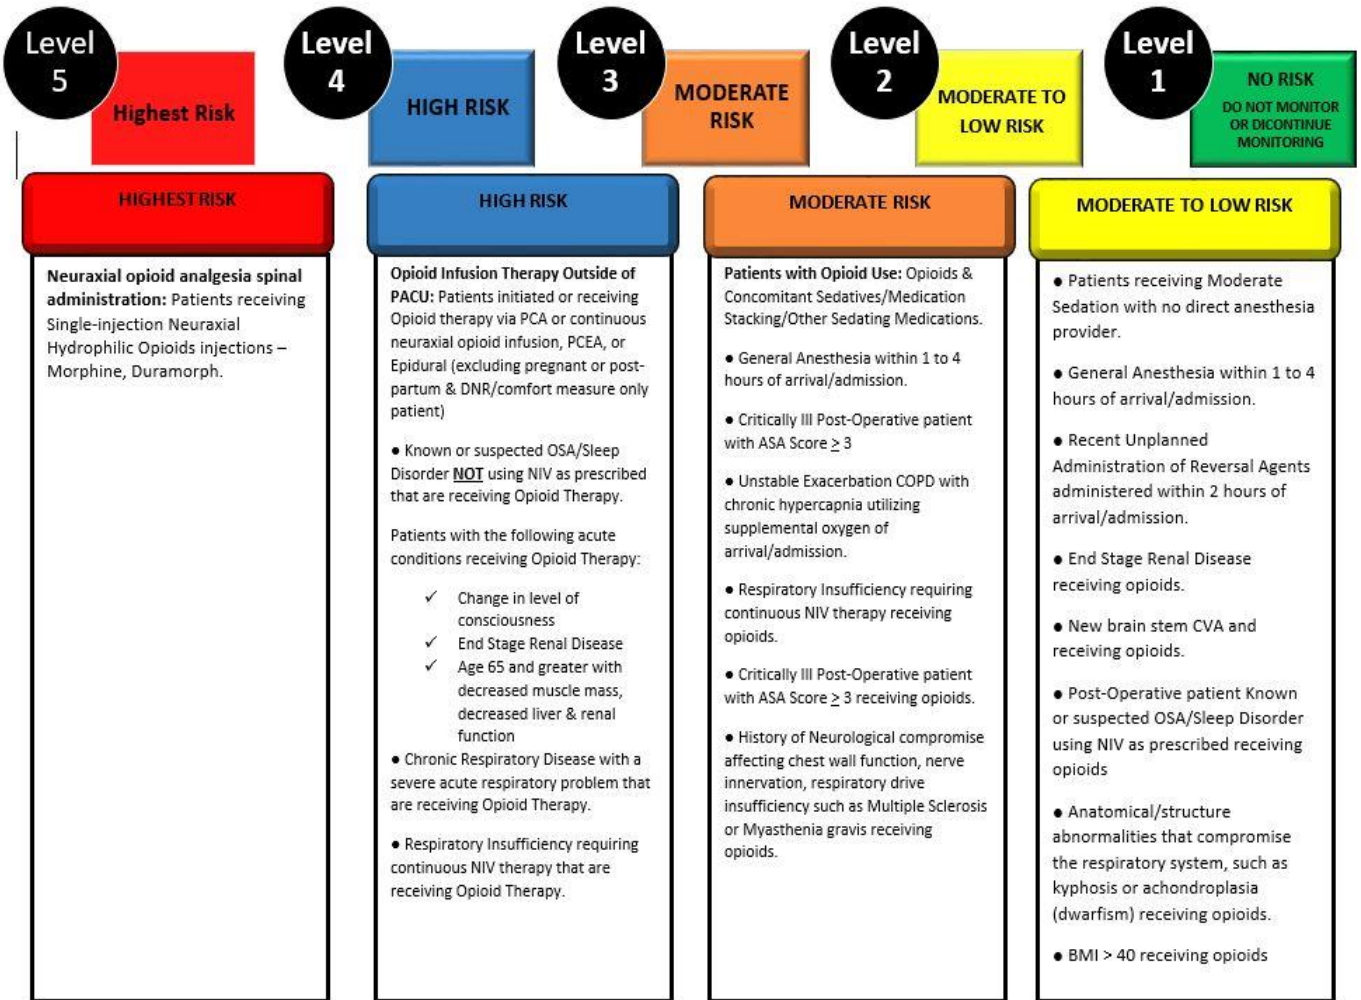 Level
5
Highest Risk
Level
4
HIGH RISK
Level
3
MODERATE
RISK
Level
2
MODERATE TO
LOW RISK
Level
1
NO RISK
DO NOT MONITOR
OR DICONTINUE
MONITORING
HIGHEST RISK
Neuraxial opioid analgesia spinal
administration: Patients receiving
Single-injection Neuraxial
Hydrophilic Opioids injections –
Morphine, Duramorph.
HIGH RISK
Opioid Infusion Therapy Outside of
PACU: Patients initiated or receiving
Opioid therapy via PCA or continuous
neuraxial opioid infusion, PCEA, or
Epidural (excluding pregnant or post-
partum & DNR/comfort measure only
patient)
● Known or suspected OSA/Sleep
Disorder NOT using NIV as prescribed
that are receiving Opioid Therapy.
Patients with the following acute
conditions receiving Opioid Therapy:
✓ Change in level of
consciousness
✓ End Stage Renal Disease
✓ Age 65 and greater with
decreased muscle mass,
decreased liver & renal
function
● Chronic Respiratory Disease with a
severe acute respiratory problem that
are receiving Opioid Therapy.
● Respiratory Insufficiency requiring
continuous NIV therapy that are
receiving Opioid Therapy.
MODERATE RISK
Patients with Opioid Use: Opioids &
Concomitant Sedatives/Medication
Stacking/Other Sedating Medications.
● General Anesthesia within 1 to 4
hours of arrival/admission.
● Critically Ill Post-Operative patient
with ASA Score ≥ 3
● Unstable Exacerbation COPD with
chronic hypercapnia utilizing
supplemental oxygen of
arrival/admission.
● Respiratory Insufficiency requiring
continuous NIV therapy receiving
opioids.
● Critically Ill Post-Operative patient
with ASA Score ≥ 3 receiving opioids.
● History of Neurological compromise
affecting chest wall function, nerve
innervation, respiratory drive
insufficiency such as Multiple Sclerosis
or Myasthenia gravis receiving
opioids.
MODERATE TO LOW RISK
● Patients receiving Moderate
Sedation with no direct anesthesia
provider.
● General Anesthesia within 1 to 4
hours of arrival/admission.
● Recent Unplanned
Administration of Reversal Agents
administered within 2 hours of
arrival/admission.
● End Stage Renal Disease
receiving opioids.
● New brain stem CVA and
receiving opioids.
● Post-Operative patient Known
or suspected OSA/Sleep Disorder
using NIV as prescribed receiving
opioids
● Anatomical/structure
abnormalities that compromise
the respiratory system, such as
kyphosis or achondroplasia
(dwarfism) receiving opioids.
● BMI > 40 receiving opioids